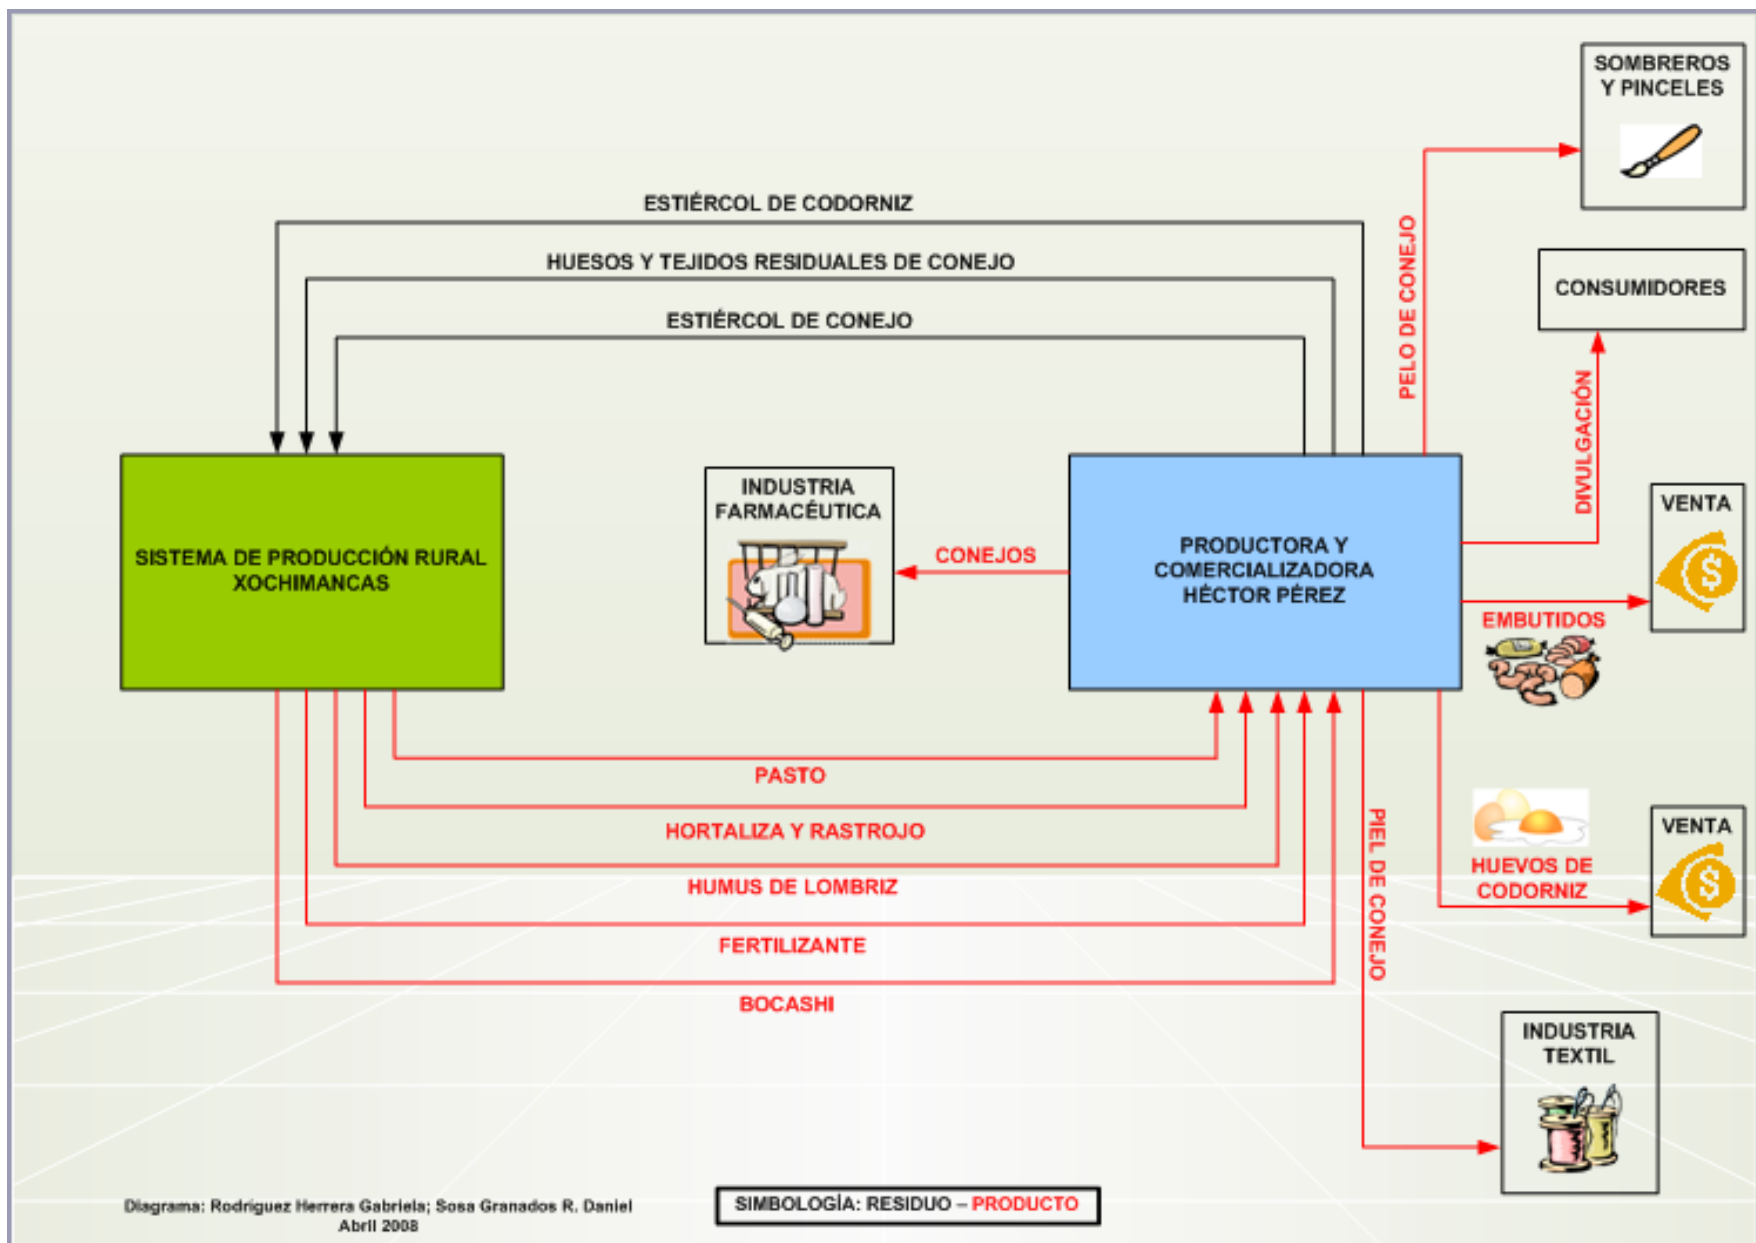 SOMBREROS
Y PINCELES
ESTIÉRCOL DE CODORNIZ
HUESOS Y TEJIDOS RESIDUALES DE CONEJO
ESTIÉRCOL DE CONEJO
PELO DE CONEJO
CONSUMIDORES
DIVULGACIÓN
SISTEMA DE PRODUCCIÓN RURAL
XOCHIMANCAS
INDUSTRIA
FARMACÉUTICA
CONEJOS
PRODUCTORA Y
COMERCIALIZADORA
HÉCTOR PÉREZ
VENTA
$
EMBUTIDOS
PASTO
HORTALIZA Y RASTROJO
HUMUS DE LOMBRIZ
FERTILIZANTE
BOCASHI
PIEL DE CONEJO
HUEVOS DE
CODORNIZ
VENTA
$
INDUSTRIA
TEXTIL
Diagrama: Rodríguez Herrera Gabriela; Sosa Granados R. Daniel
Abril 2008
SIMBOLOGÍA: RESIDUO – PRODUCTO